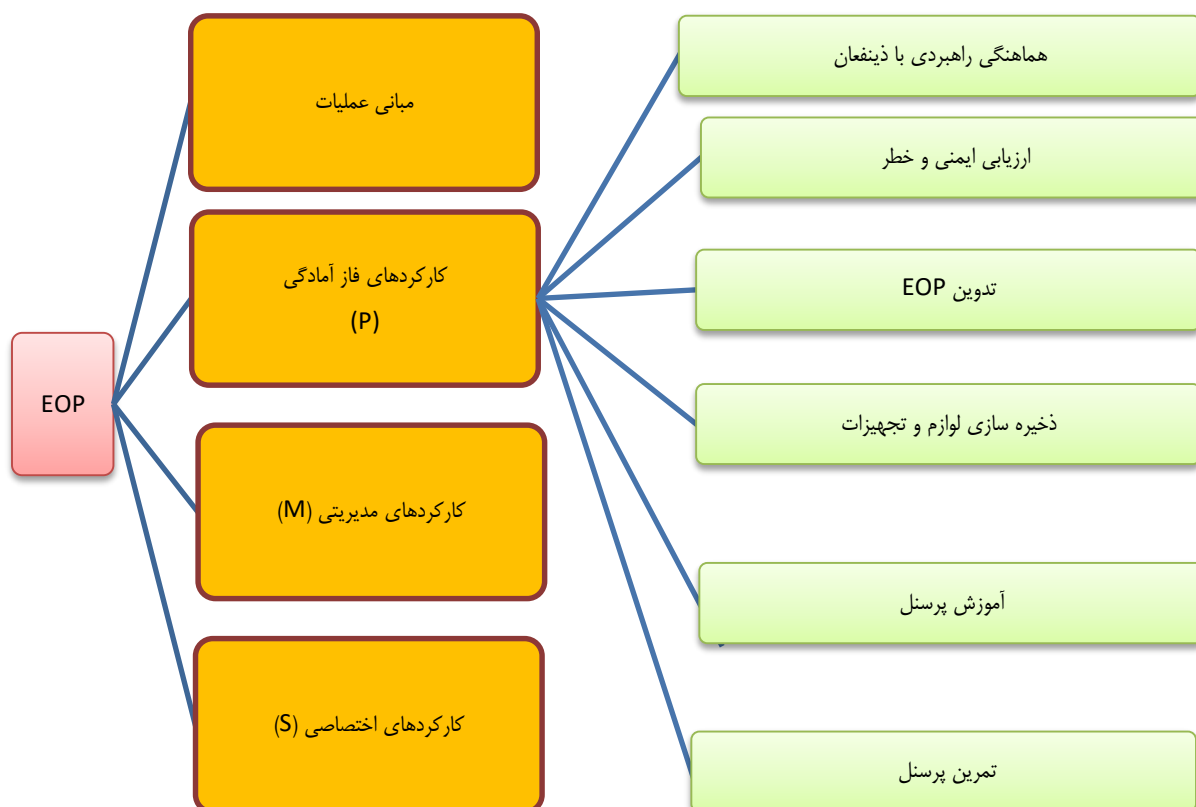 EOP
مبانی عملیات
کارکردهای فاز آمادگی
(P)
کارکردهای مدیریتی (M)
کارکردهای اختصاصی (S)
هماهنگی راهبردی با ذینفعان
ارزیابی ایمنی و خطر
تدوین EOP
ذخیره سازی لوازم و تجهیزات
آموزش پرسنل
تمرین پرسنل